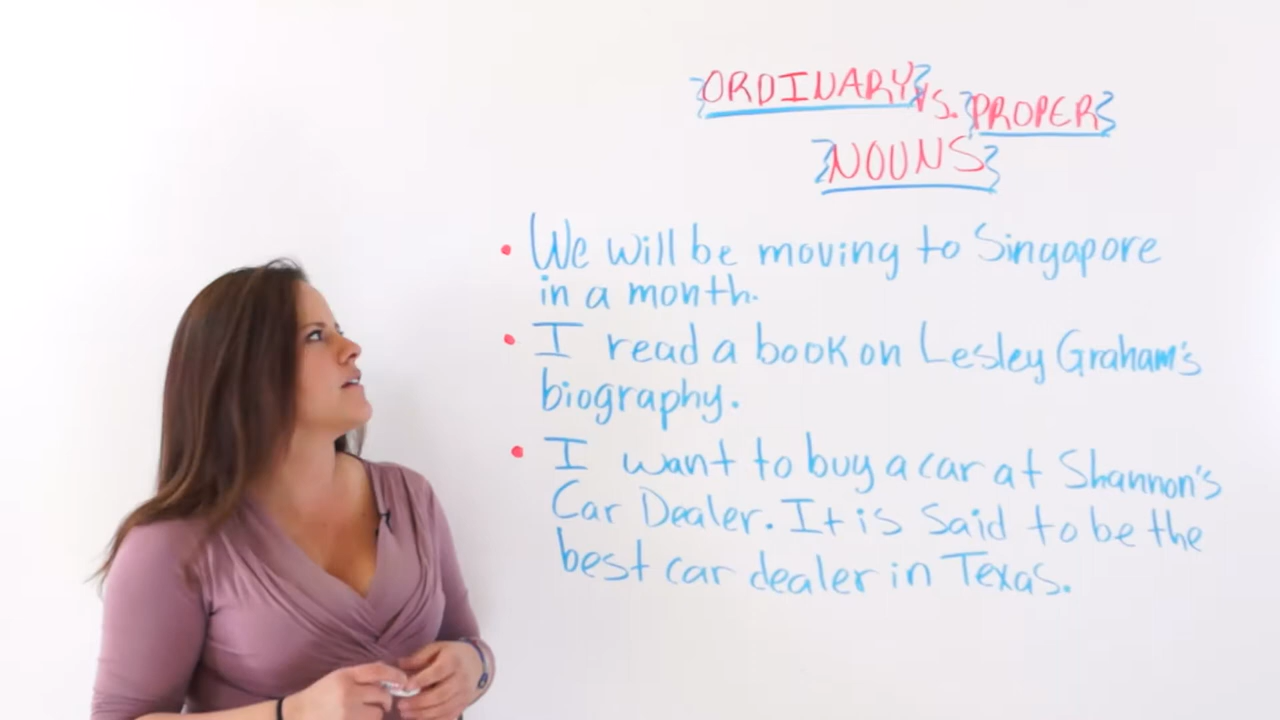 ORDINARY VS. PROPER
NOUNS
• We will be moving to Singapore
in a month.
• I read a book on Lesley Graham's
biography.
• I want to buy a car at Shannon's
Car Dealer. It is said to be the
best car dealer in Texas.